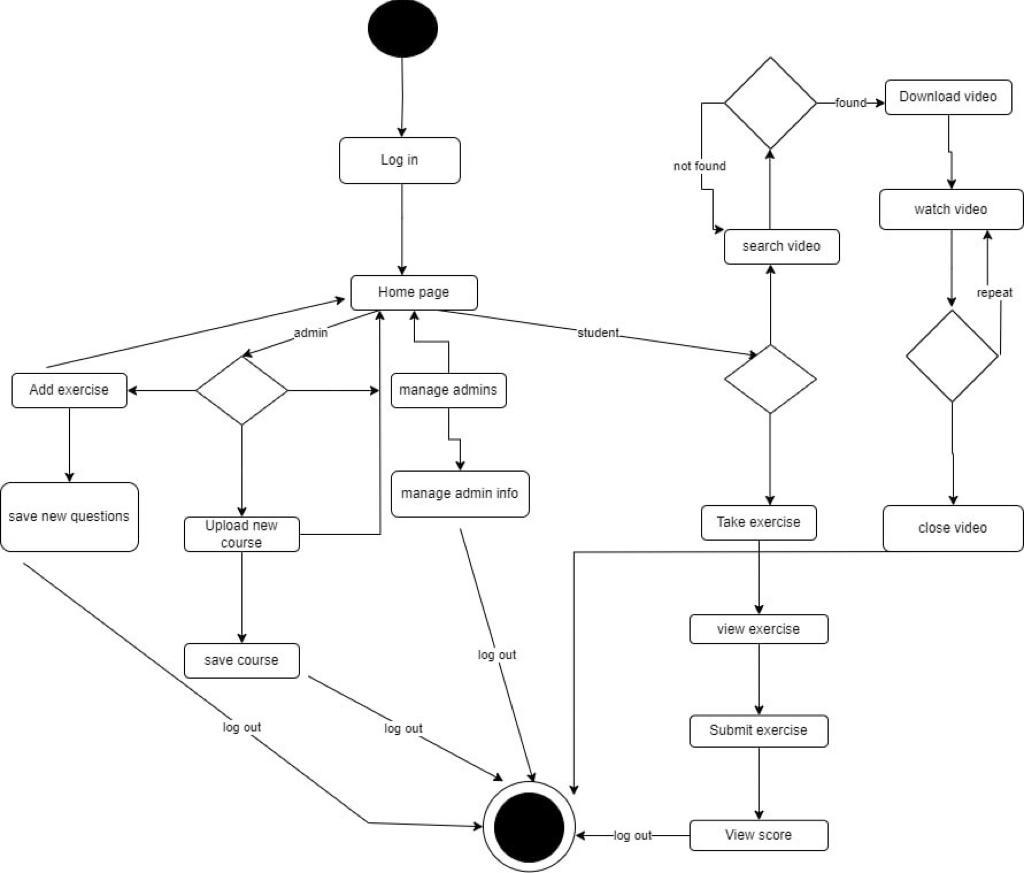 Log in
Home page
admin
student
Add exercise
manage admins
save new questions
manage admin info
Upload new
course
save course
log out
log out
log out
not found
found
Download video
search video
watch video
repeat
close video
Take exercise
view exercise
Submit exercise
View score
log out